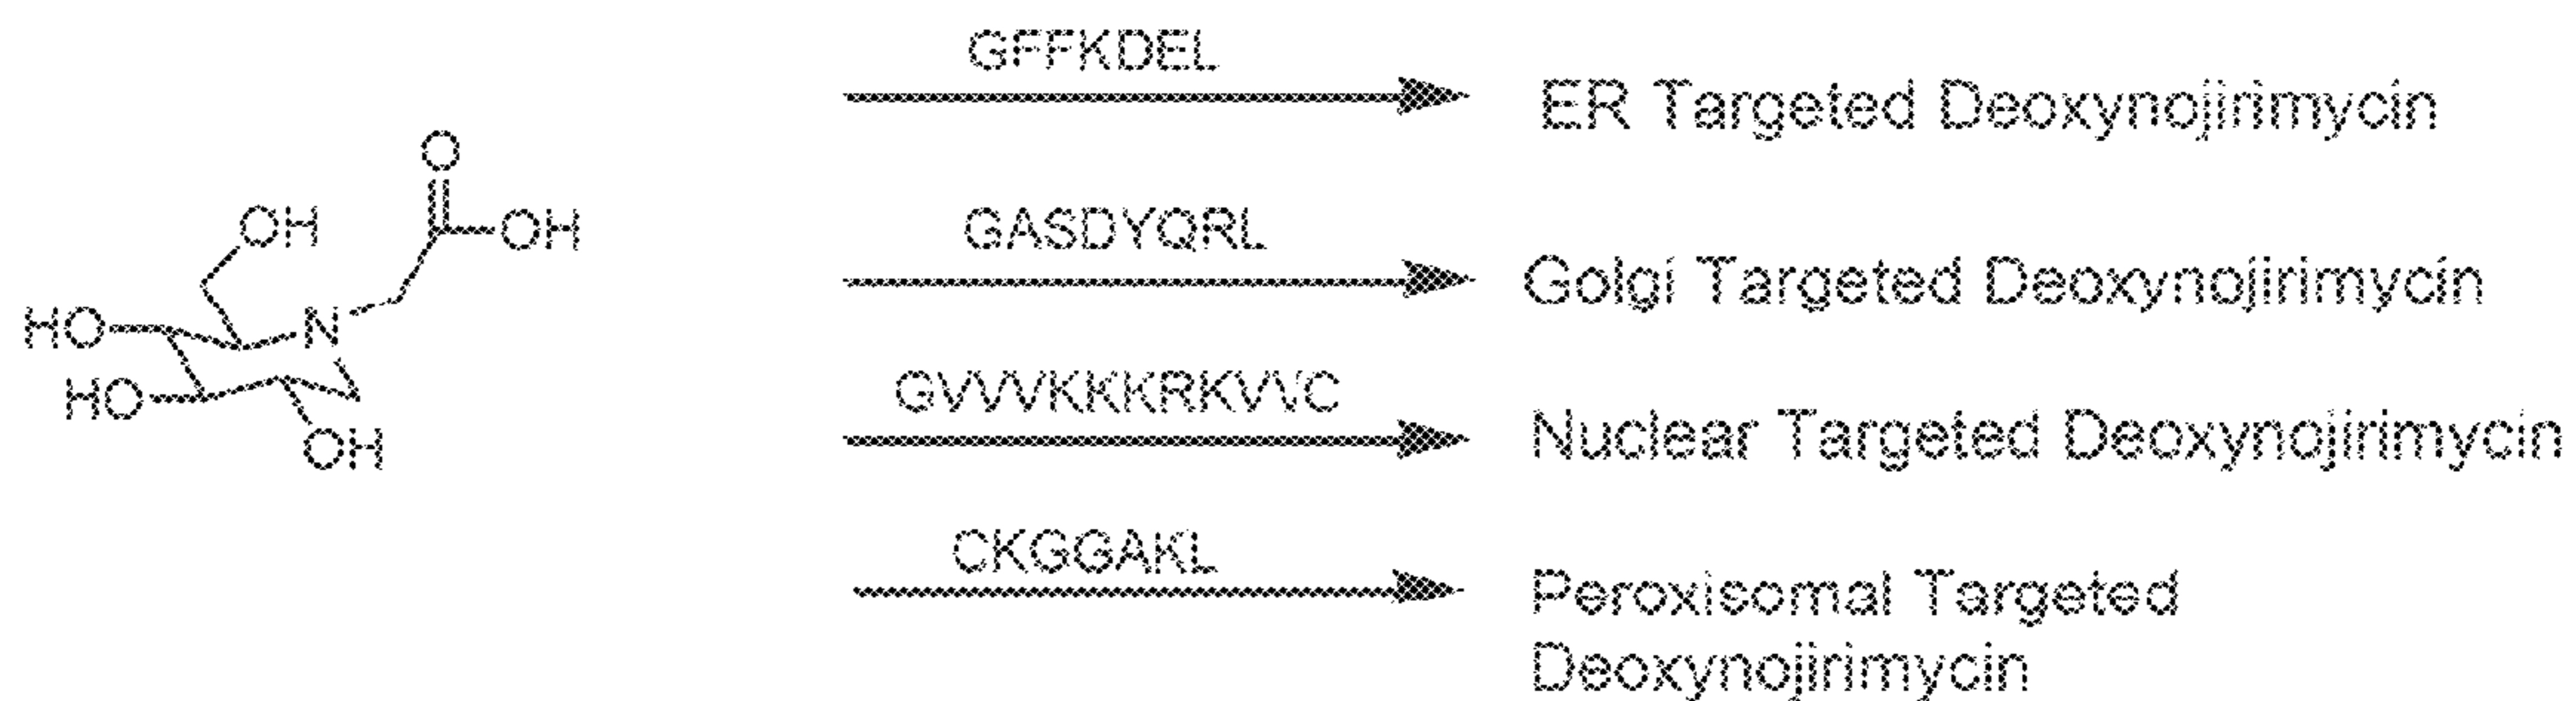 GFFKDEL
ER Targeted Deoxynojirimycin
O
OH
OH
GASDYQRL
Golgi Targeted Deoxynojirimycin
HO
N
HO
OH
GVVVKKKRKVVC
Nuclear Targeted Deoxynojirimycin
CKGGAKL
Peroxisomal Targeted
Deoxynojirimycin